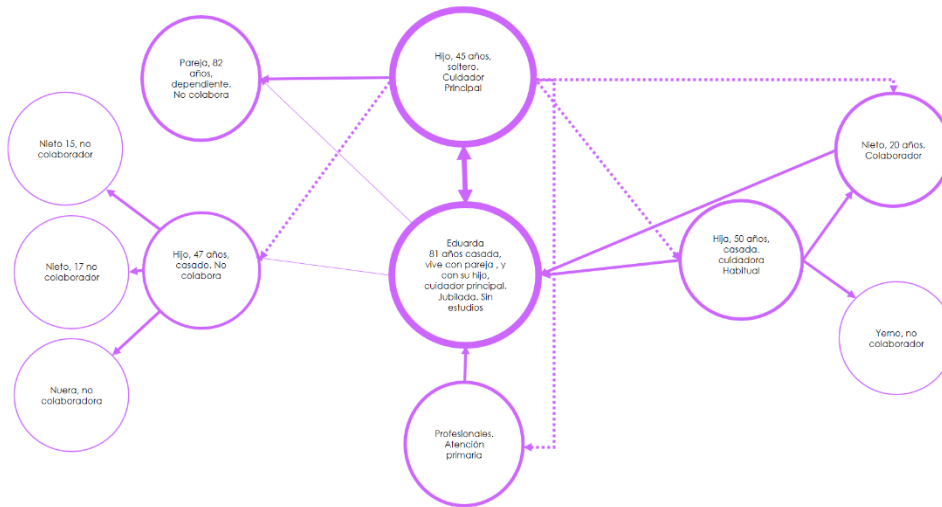 Pareja, 82
años,
dependiente.
No colabora
Hijo, 45 años,
soltero.
Cuidador
Principal
Nieto 15, no
colaborador
Nieto, 20 años.
Colaborador
Nieto, 17 no
colaborador
Hijo, 47 años,
casado. No
colabora
Eduarda
81 años casada,
vive con pareja , y
con su hijo,
cuidador principal.
Jubilada. Sin
estudios
Hija, 50 años,
casada.
cuidadora
Habitual
Yerno, no
colaborador
Nuera, no
colaboradora
Profesionales.
Atención
primaria